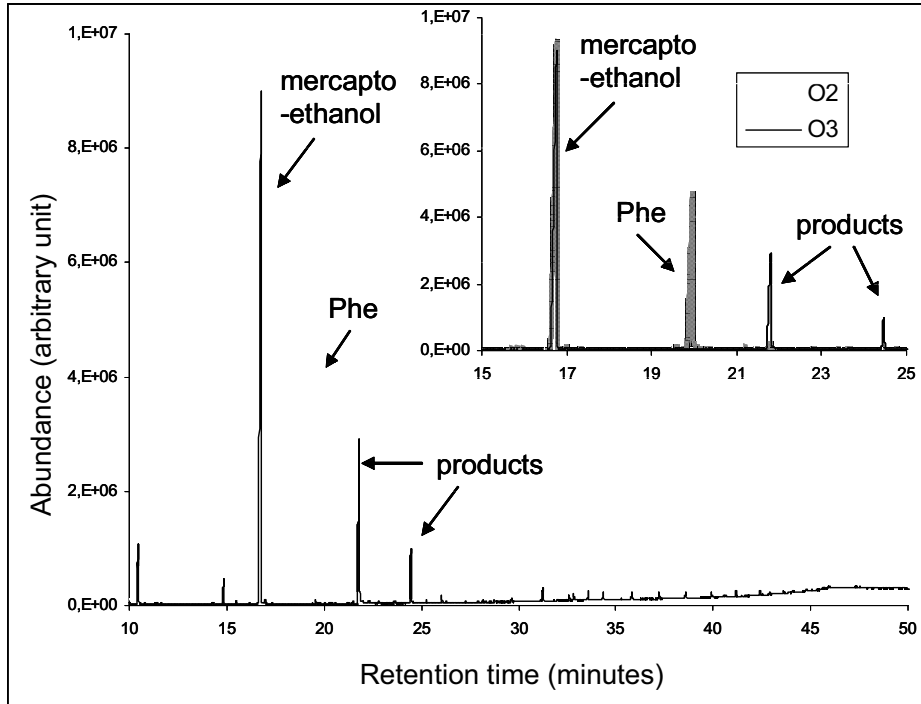 1,E+07
8,E+06
6,E+06
4,E+06
2,E+06
0,E+00
10
15
20
25
30
35
40
45
50
Abundance (arbitrary unit)
Retention time (minutes)
mercapto
-ethanol
Phe
products
1,E+07
8,E+06
6,E+06
4,E+06
2,E+06
0,E+00
15
17
19
21
23
25
mercapto
-ethanol
Phe
products
O2
O3